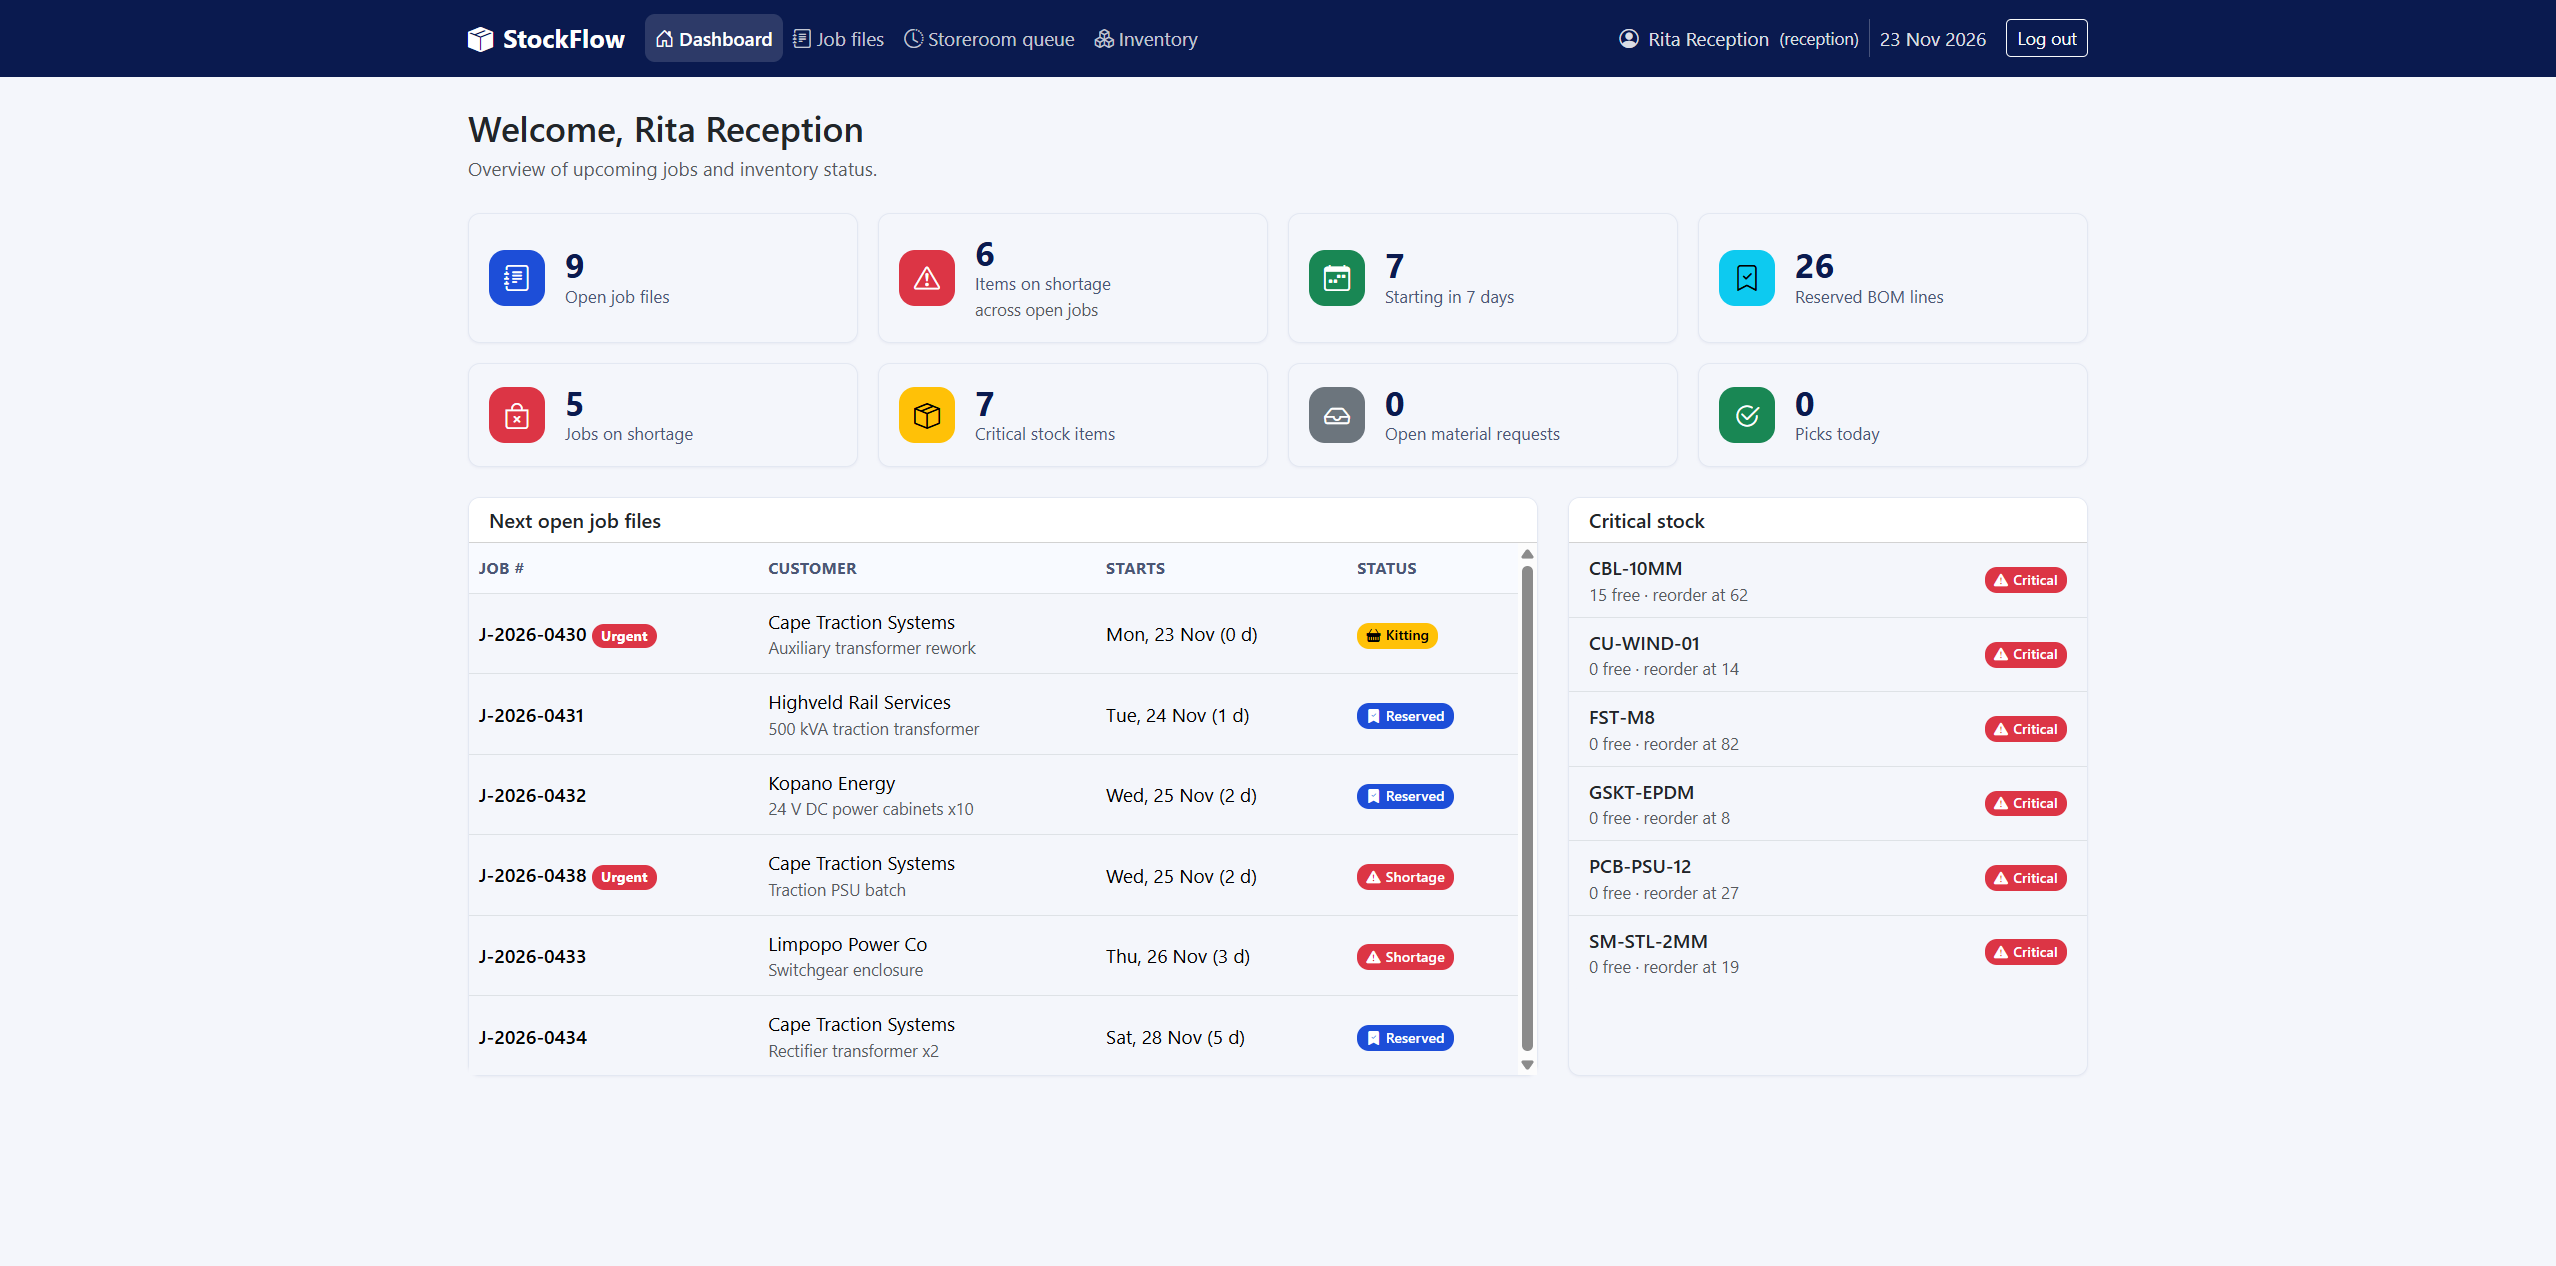 StockFlow Dashboard Job files Storeroom queue Inventory Rita Reception (reception) 23 Nov 2026 Log out
Welcome, Rita Reception
Overview of upcoming jobs and inventory status.
9
Open job files
6
Items on shortage
across open jobs
7
Starting in 7 days
26
Reserved BOM lines
5
Jobs on shortage
7
Critical stock items
0
Open material requests
0
Picks today
Next open job files
JOB # CUSTOMER STARTS STATUS
J-2026-0430 Urgent Cape Traction Systems Mon, 23 Nov (0 d) Kitting
Auxiliary transformer rework
J-2026-0431 Highveld Rail Services Tue, 24 Nov (1 d) Reserved
500 kVA traction transformer
J-2026-0432 Kopano Energy Wed, 25 Nov (2 d) Reserved
24 V DC power cabinets x10
J-2026-0438 Urgent Cape Traction Systems Wed, 25 Nov (2 d) Shortage
Traction PSU batch
J-2026-0433 Limpopo Power Co Thu, 26 Nov (3 d) Shortage
Switchgear enclosure
J-2026-0434 Cape Traction Systems Sat, 28 Nov (5 d) Reserved
Rectifier transformer x2
Critical stock
CBL-10MM Critical
15 free · reorder at 62
CU-WIND-01 Critical
0 free · reorder at 14
FST-M8 Critical
0 free · reorder at 82
GSKT-EPDM Critical
0 free · reorder at 8
PCB-PSU-12 Critical
0 free · reorder at 27
SM-STL-2MM Critical
0 free · reorder at 19